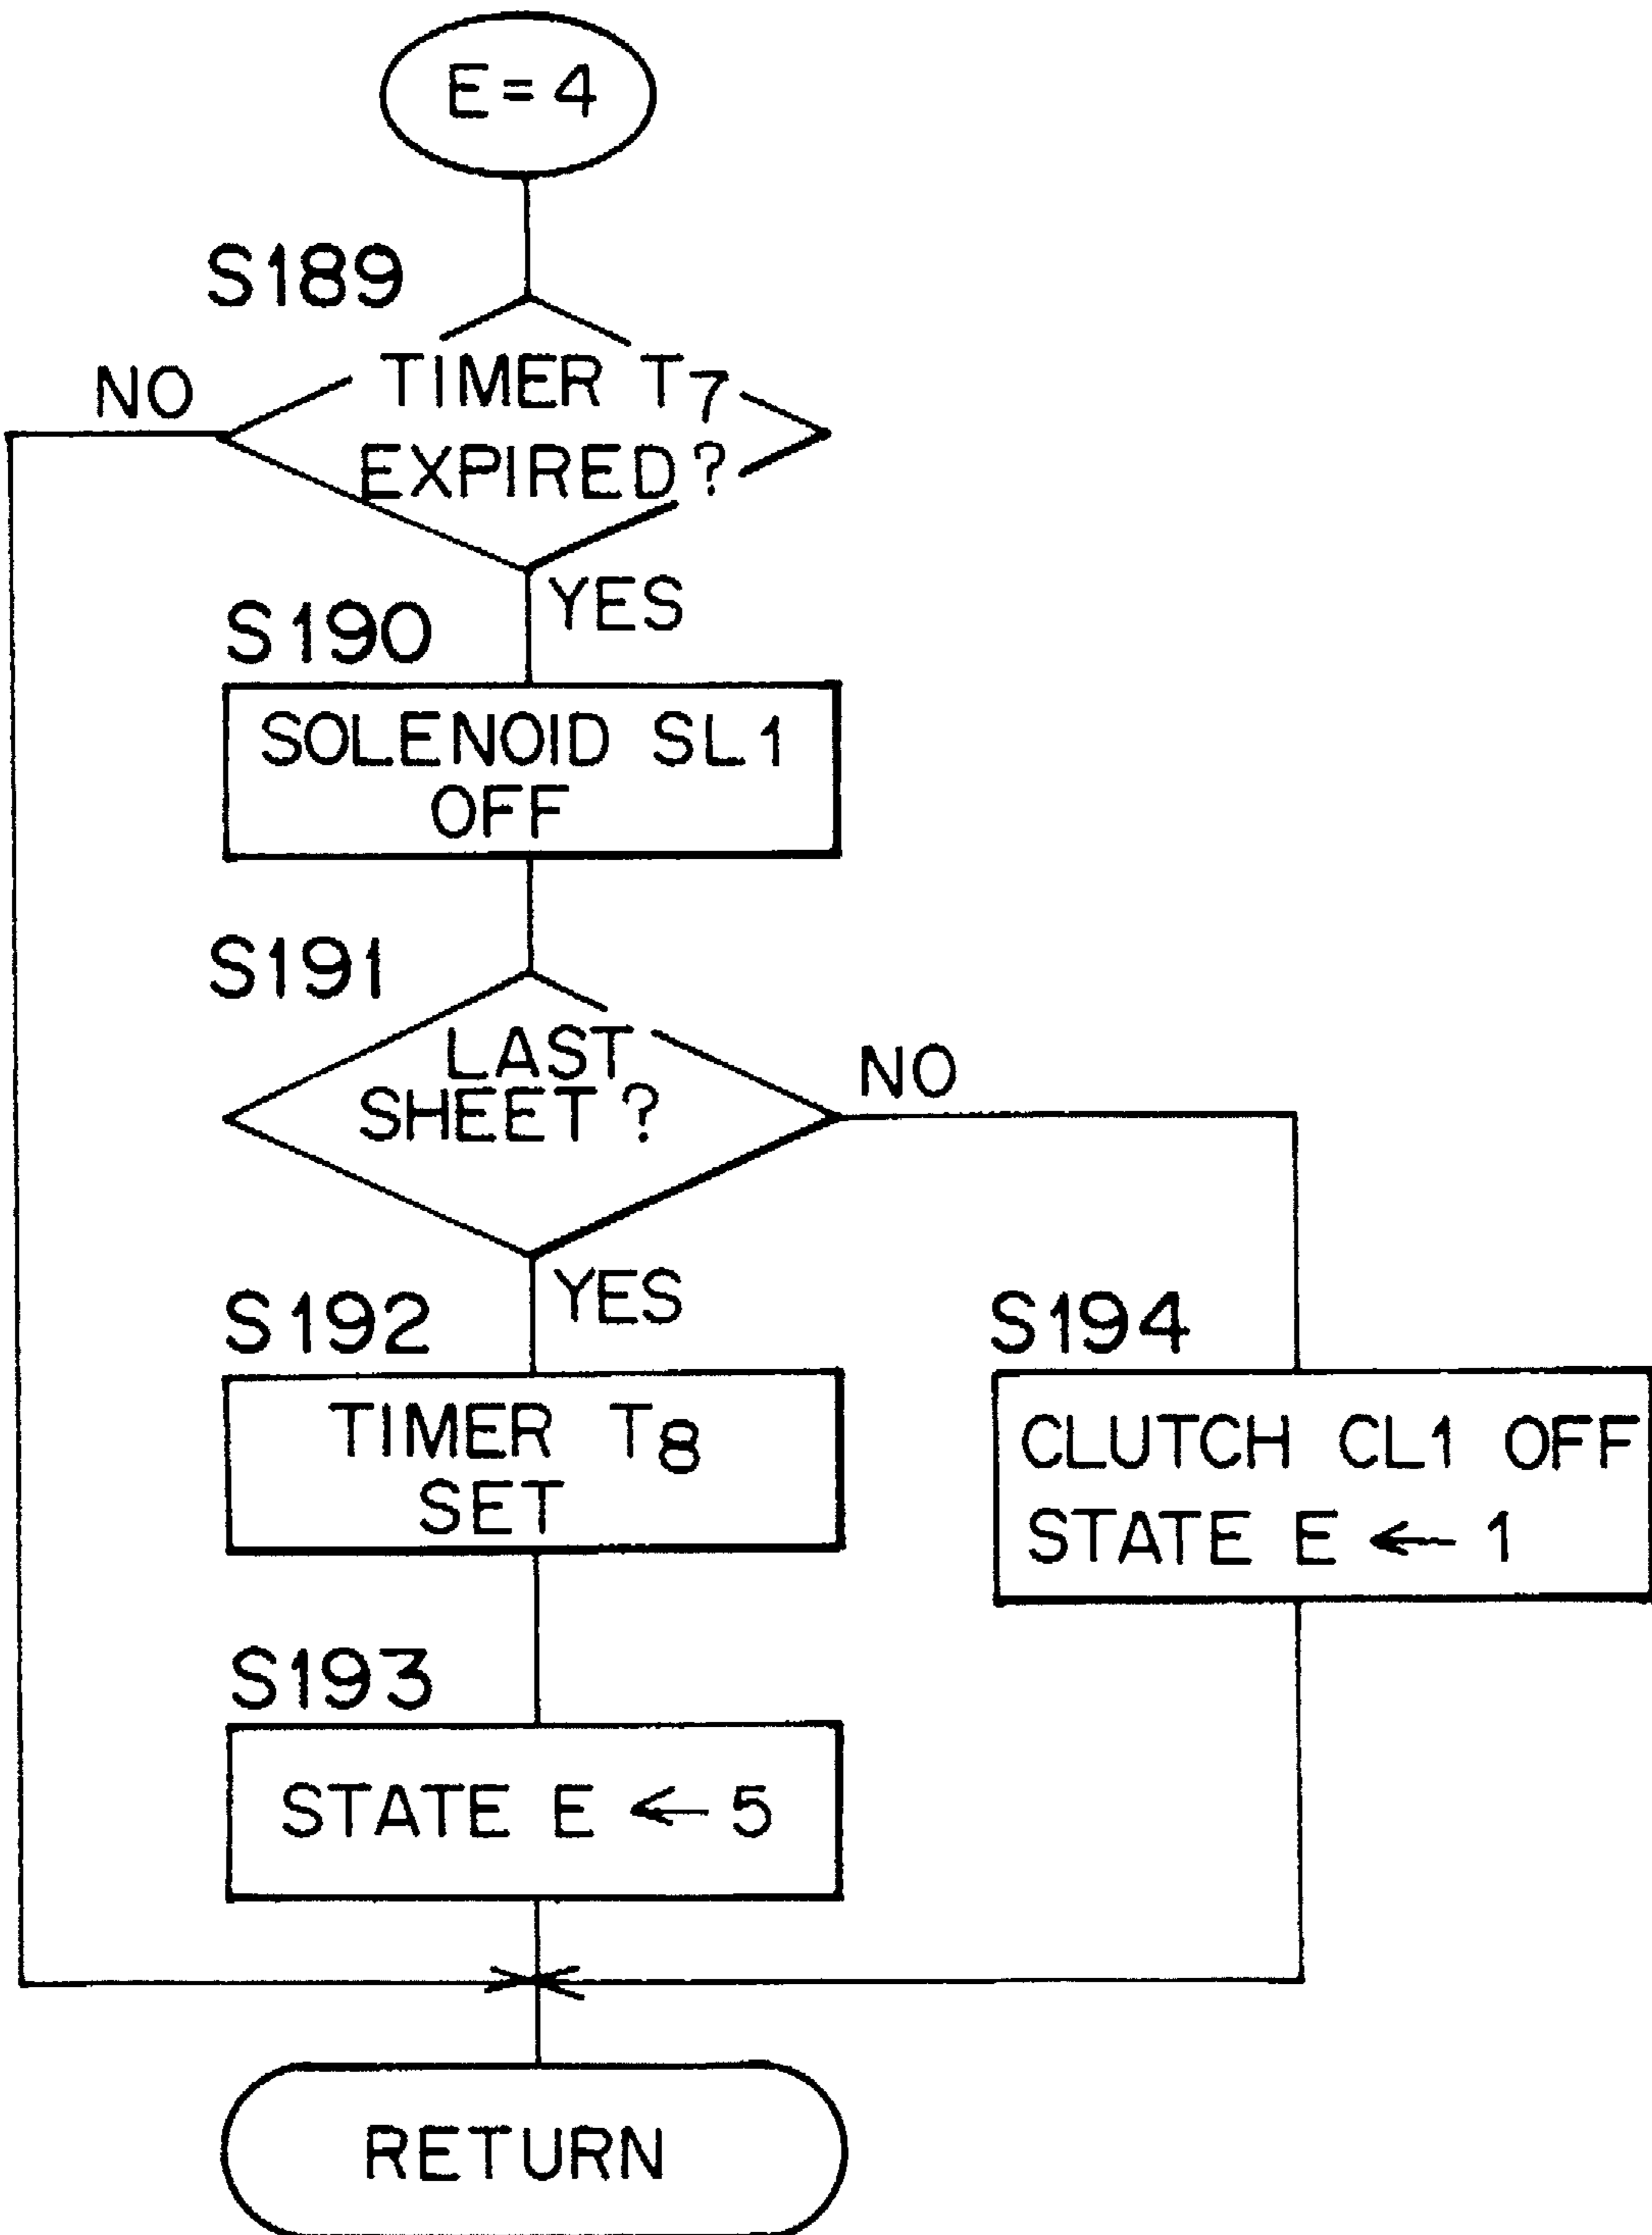 E=4
S189
NO
TIMER T7
EXPIRED?
YES
S190
SOLENOID SL1
OFF
S191
LAST
SHEET?
NO
YES
S192
TIMER T8
SET
S194
CLUTCH CL1 OFF
STATE E ← 1
S193
STATE E ← 5
RETURN